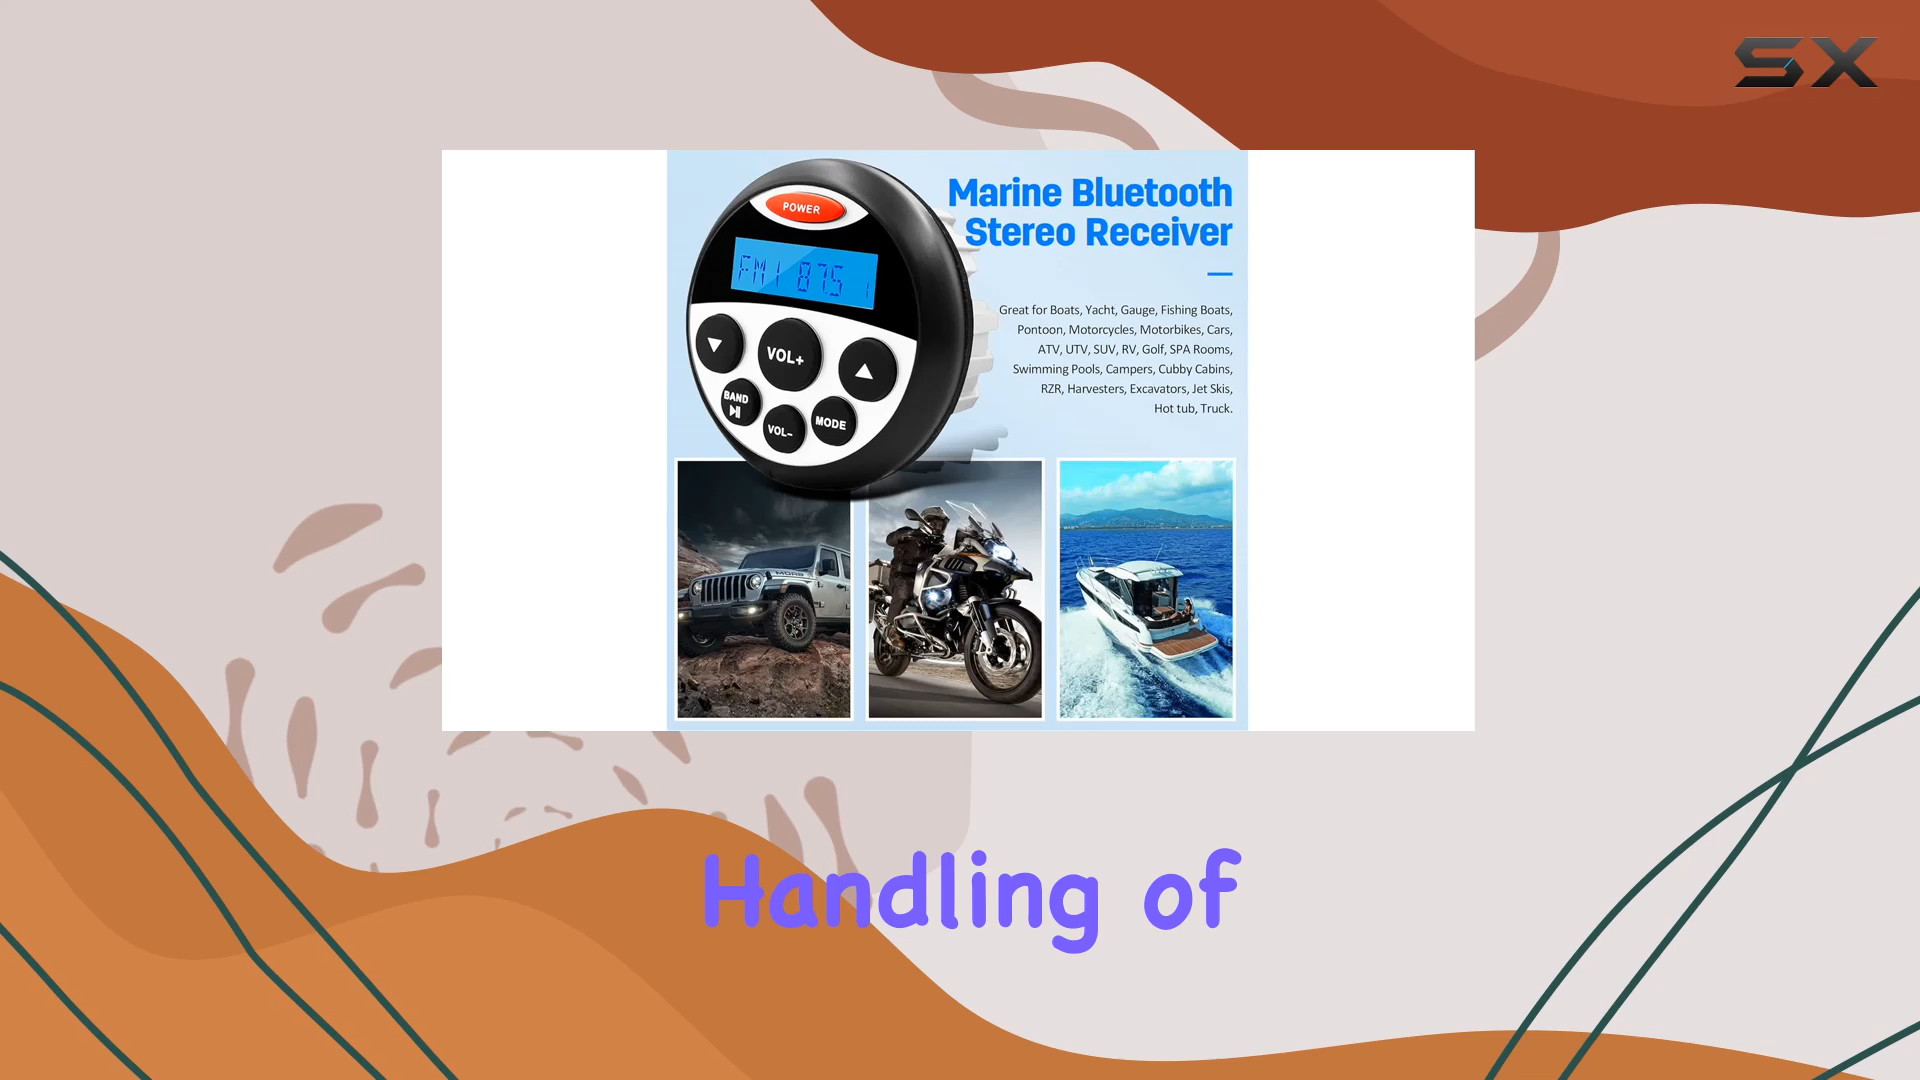 SX
Marine Bluetooth
Stereo Receiver
Great for Boats, Yacht, Gauge, Fishing Boats,
Pontoon, Motorcycles, Motorbikes, Cars,
ATV, UTV, SUV, RV, Golf, SPA Rooms,
Swimming Pools, Campers, Cubby Cabins,
RZR, Harvesters, Excavators, Jet Skis,
Hot tub, Truck.
POWER
FM1 87.5 1
VOL+
BAND
VOL-
MODE
Handling of